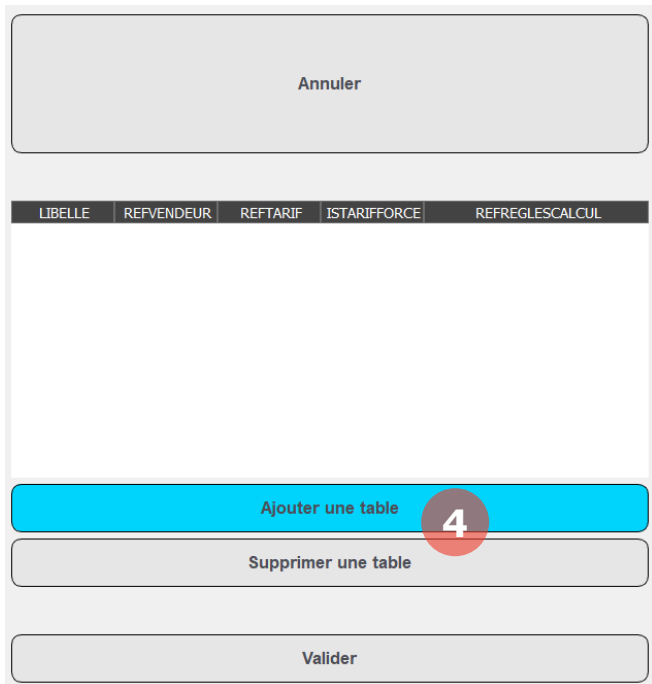 Annuler
LIBELLE REFVENDEUR REFTARIF ISTARIFFORCE REFREGLESCALCUL
Ajouter une table
4
Supprimer une table
Valider